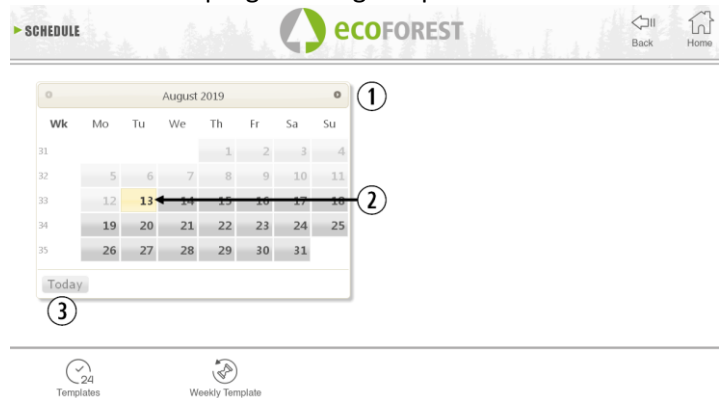 ► SCHEDULE
ecoFOREST
Back
Home
August 2019
1
Wk Mo Tu We Th Fr Sa Su
31 1 2 3 4
32 5 6 7 8 9 10 11
33 12 13 14 15 16 17 18
2
34 19 20 21 22 23 24 25
35 26 27 28 29 30 31
Today
3
24
Templates
Weekly Template